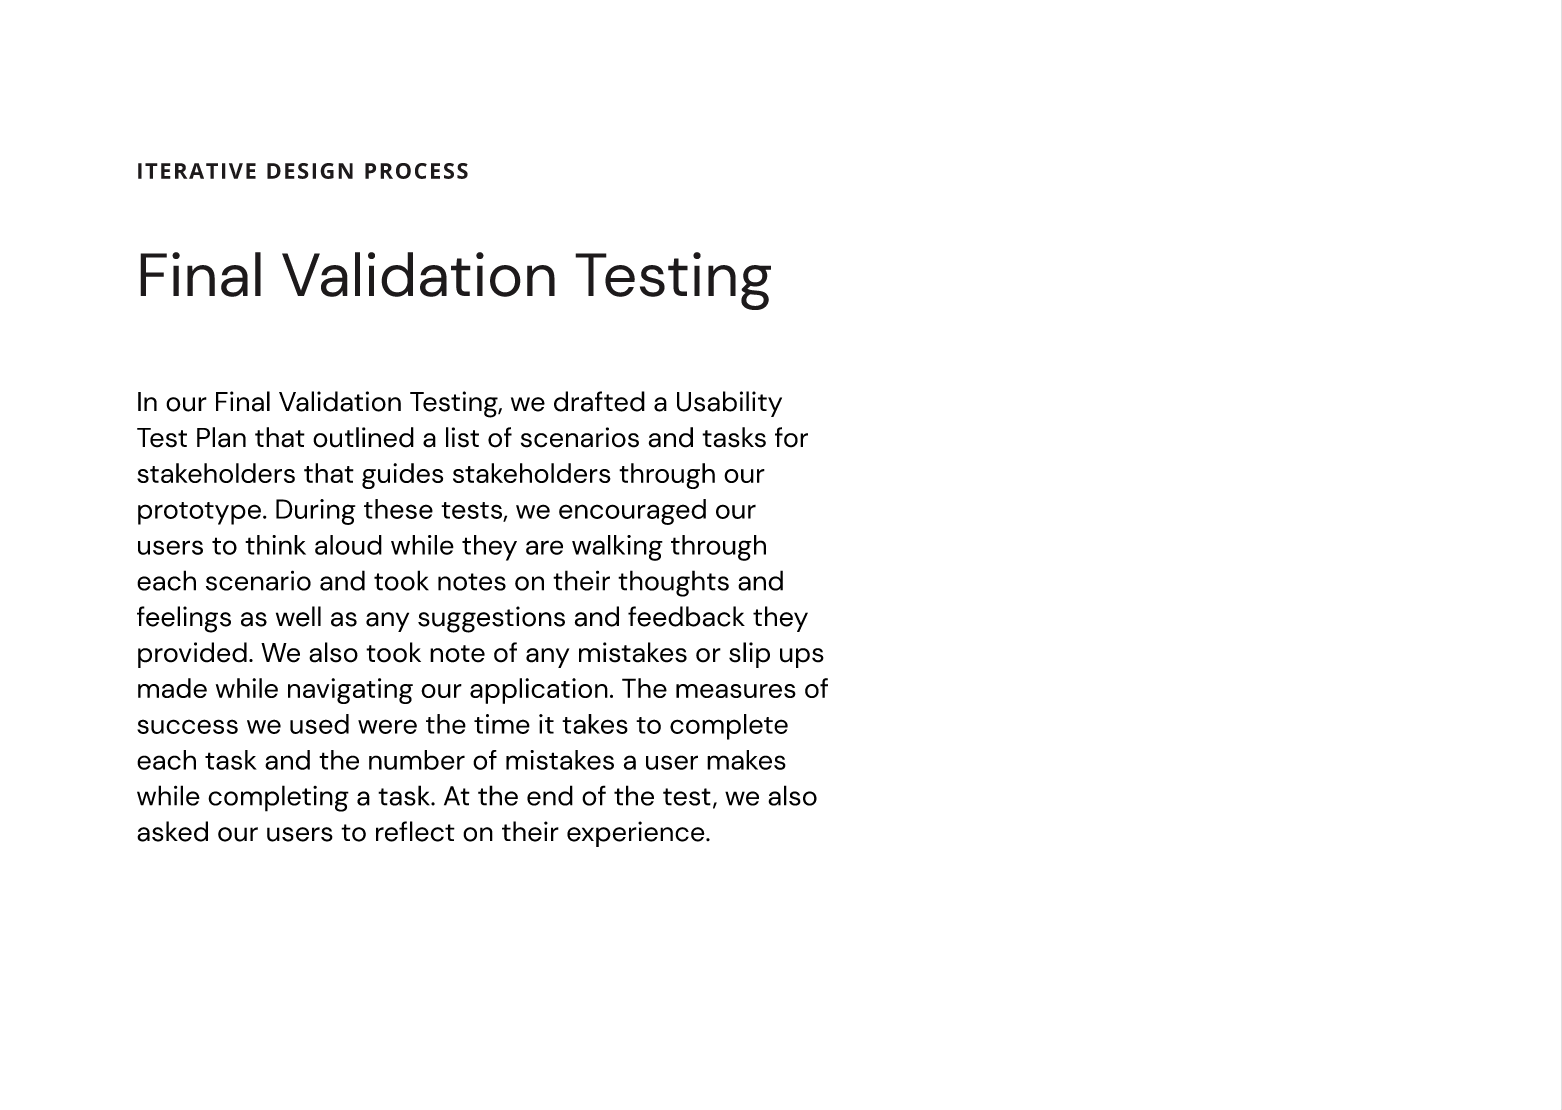 ITERATIVE DESIGN PROCESS
Final Validation Testing
In our Final Validation Testing, we drafted a Usability
Test Plan that outlined a list of scenarios and tasks for
stakeholders that guides stakeholders through our
prototype. During these tests, we encouraged our
users to think aloud while they are walking through
each scenario and took notes on their thoughts and
feelings as well as any suggestions and feedback they
provided. We also took note of any mistakes or slip ups
made while navigating our application. The measures of
success we used were the time it takes to complete
each task and the number of mistakes a user makes
while completing a task. At the end of the test, we also
asked our users to reflect on their experience.